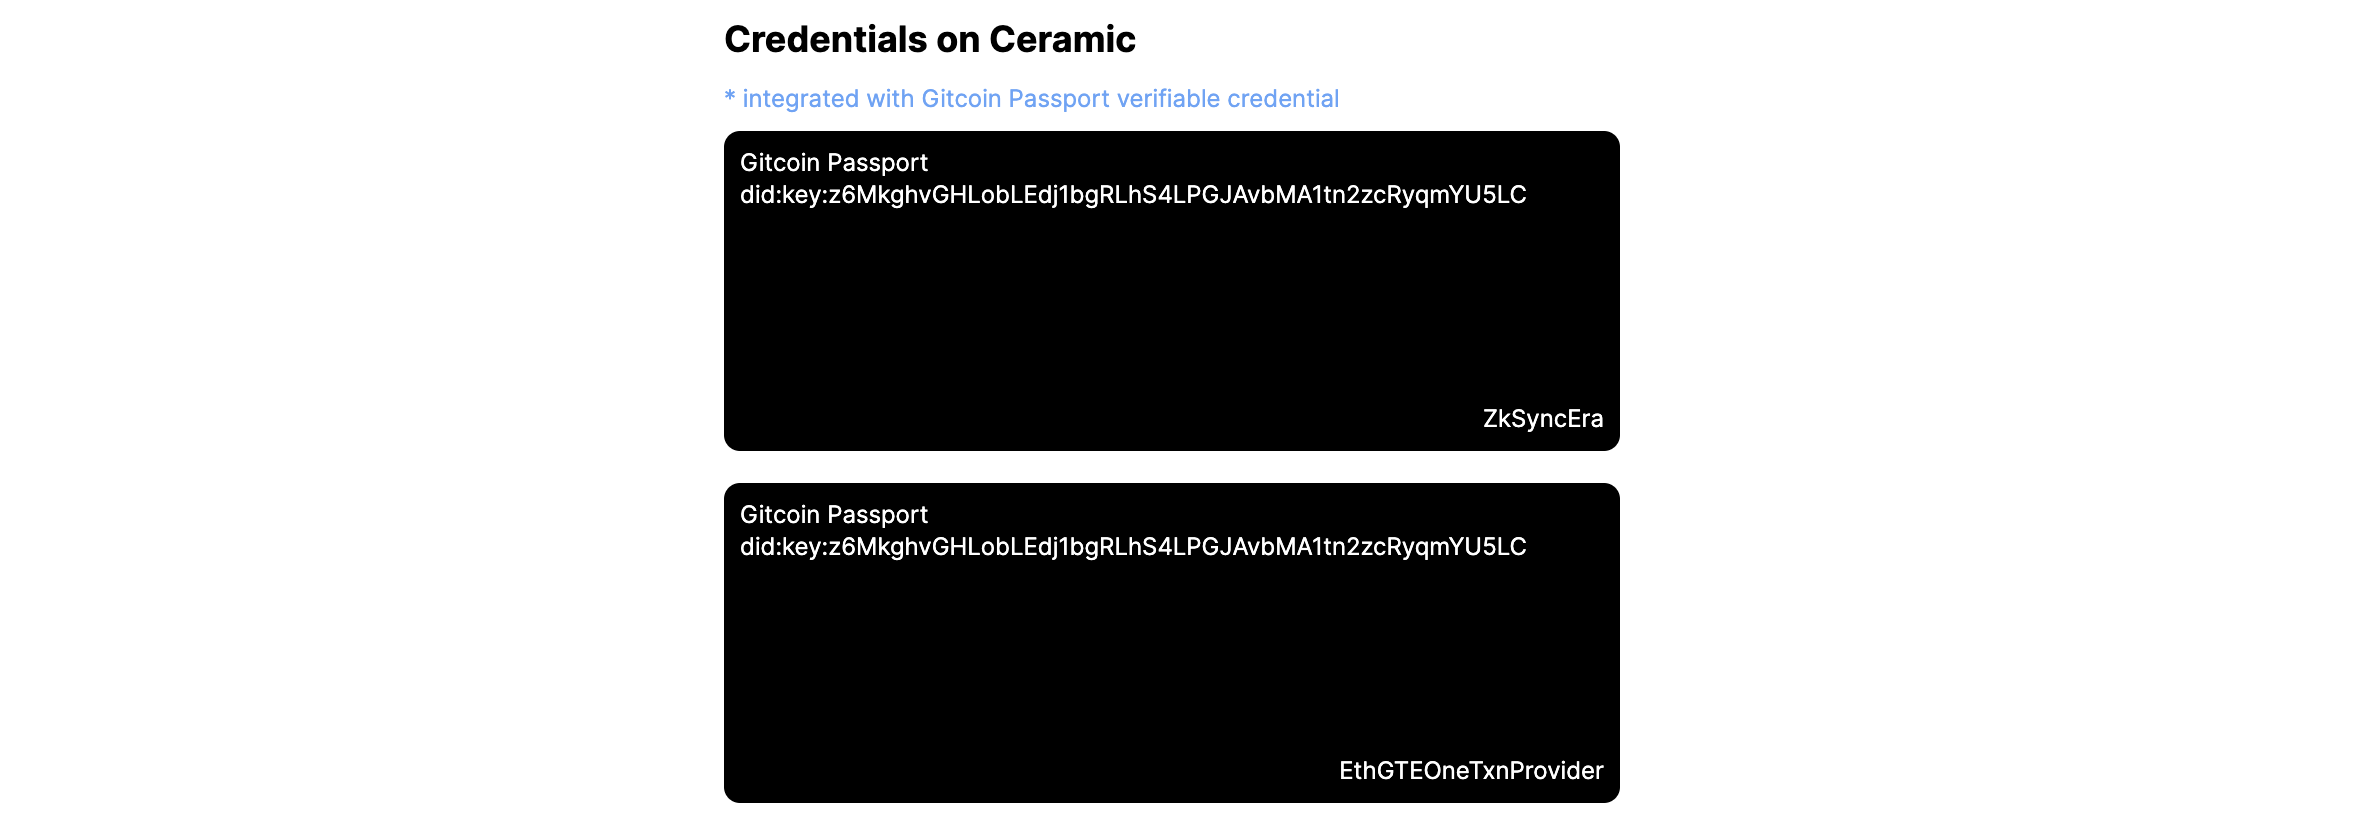 Credentials on Ceramic
* integrated with Gitcoin Passport verifiable credential
Gitcoin Passport
did:key:z6MkghvGHLobLEdj1bgRLhS4LPGJAvbMA1tn2zcRyqmYU5LC
ZkSyncEra
Gitcoin Passport
did:key:z6MkghvGHLobLEdj1bgRLhS4LPGJAvbMA1tn2zcRyqmYU5LC
EthGTEOneTxnProvider